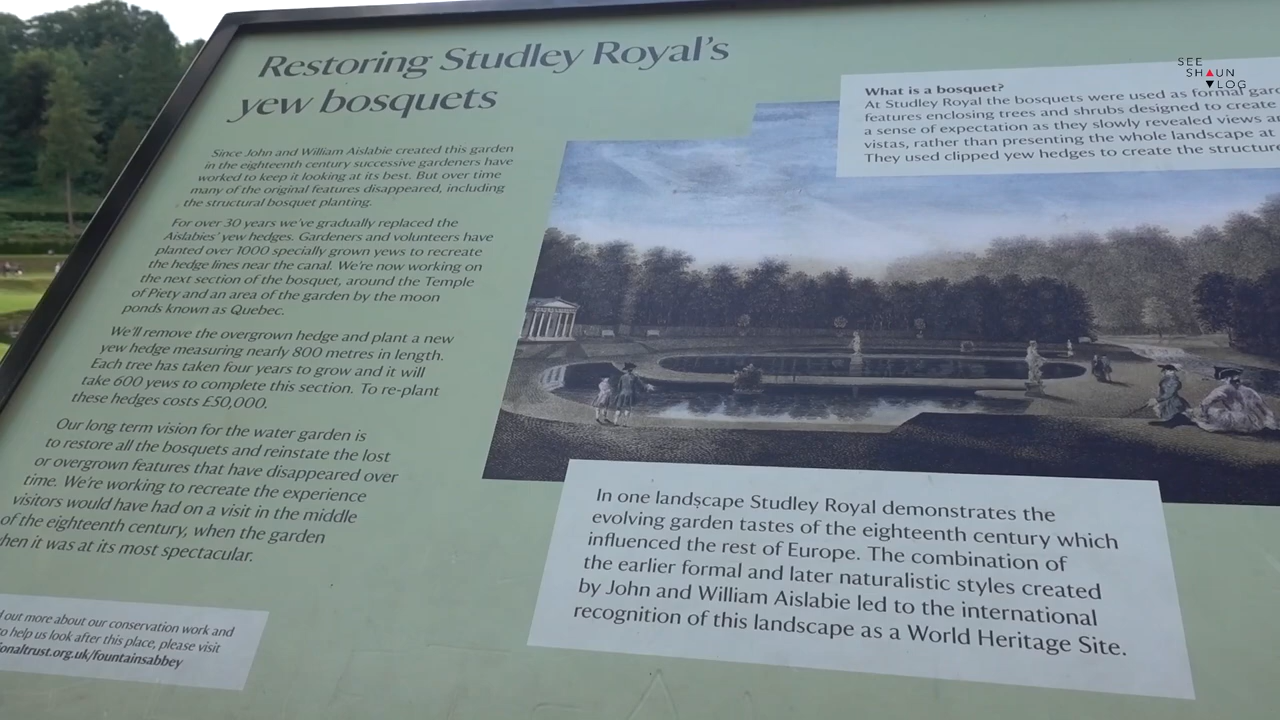 Restoring Studley Royal's
yew bosquets
Since John and William Aislabie created this garden
in the eighteenth century successive gardeners have
worked to keep it looking at its best. But over time
many of the original features disappeared, including
the structural bosquet planting.
For over 30 years we've gradually replaced the
Aislabies' yew hedges. Gardeners and volunteers have
planted over 1000 specially grown yews to recreate
the hedge lines near the canal. We're now working on
the next section of the bosquet, around the Temple
of Piety and an area of the garden by the moon
ponds known as Quebec.
We'll remove the overgrown hedge and plant a new
yew hedge measuring nearly 800 metres in length.
Each tree has taken four years to grow and it will
take 600 yews to complete this section. To re-plant
these hedges costs £50,000.
Our long term vision for the water garden is
to restore all the bosquets and reinstate the lost
or overgrown features that have disappeared over
time. We're working to recreate the experience
visitors would have had on a visit in the middle
of the eighteenth century, when the garden
hen it was at its most spectacular.
out more about our conservation work and
to help us look after this place, please visit
onaltrust.org.uk/fountainsabbey
What is a bosquet?
At Studley Royal the bosquets were used as formal gard
features enclosing trees and shrubs designed to create
a sense of expectation as they slowly revealed views a
vistas, rather than presenting the whole landscape at
They used clipped yew hedges to create the structure
In one landscape Studley Royal demonstrates the
evolving garden tastes of the eighteenth century which
influenced the rest of Europe. The combination of
the earlier formal and later naturalistic styles created
by John and William Aislabie led to the international
recognition of this landscape as a World Heritage Site.
SEE
SHAUN
VLOG